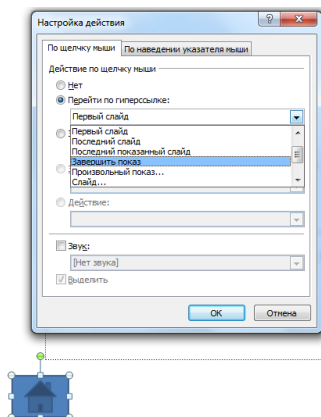 Настройка действия
По щелчку мыши По наведении указателя мыши
Действие по щелчку мыши
Нет
Перейти по гиперссылке:
Первый слайд
Первый слайд
Последний слайд
Последний показанный слайд
Завершить показ
Произвольный показ...
Слайд...
Действие:
Звук:
[Нет звука]
Выделить
OK Отмена